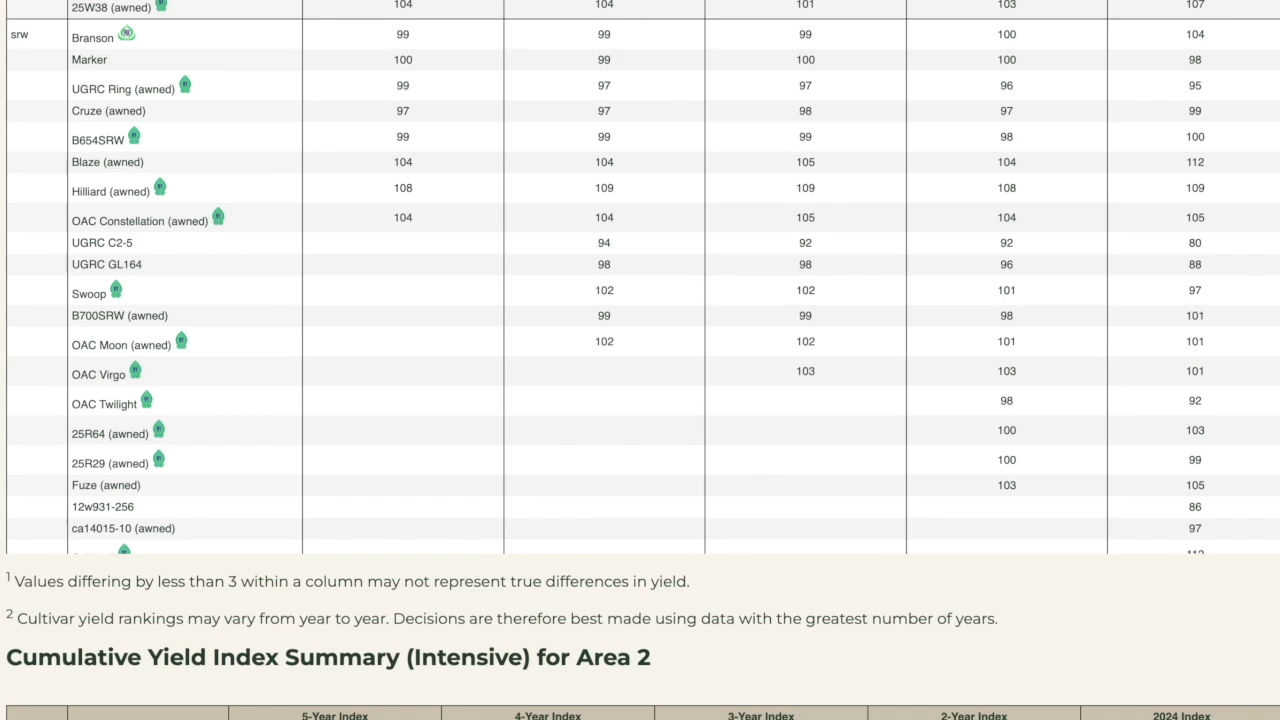 25W38 (awned) 104 104 101 103 107
srw Branson 99 99 99 100 104
Marker 100 99 100 100 98
UGRC Ring (awned) 99 97 97 96 95
Cruze (awned) 97 97 98 97 99
B654SRW 99 99 99 98 100
Blaze (awned) 104 104 105 104 112
Hilliard (awned) 108 109 109 108 109
OAC Constellation (awned) 104 104 105 104 105
UGRC C2-5 94 92 92 80
UGRC GL164 98 98 96 88
Swoop 102 102 101 97
B700SRW (awned) 99 99 98 101
OAC Moon (awned) 102 102 101 101
OAC Virgo 103 103 101
OAC Twilight 98 92
25R64 (awned) 100 103
25R29 (awned) 100 99
Fuze (awned) 103 105
12w931-256 86
ca14015-10 (awned) 97
1 Values differing by less than 3 within a column may not represent true differences in yield.
2 Cultivar yield rankings may vary from year to year. Decisions are therefore best made using data with the greatest number of years.
Cumulative Yield Index Summary (Intensive) for Area 2
5-Year Index 4-Year Index 3-Year Index 2-Year Index 2024 Index